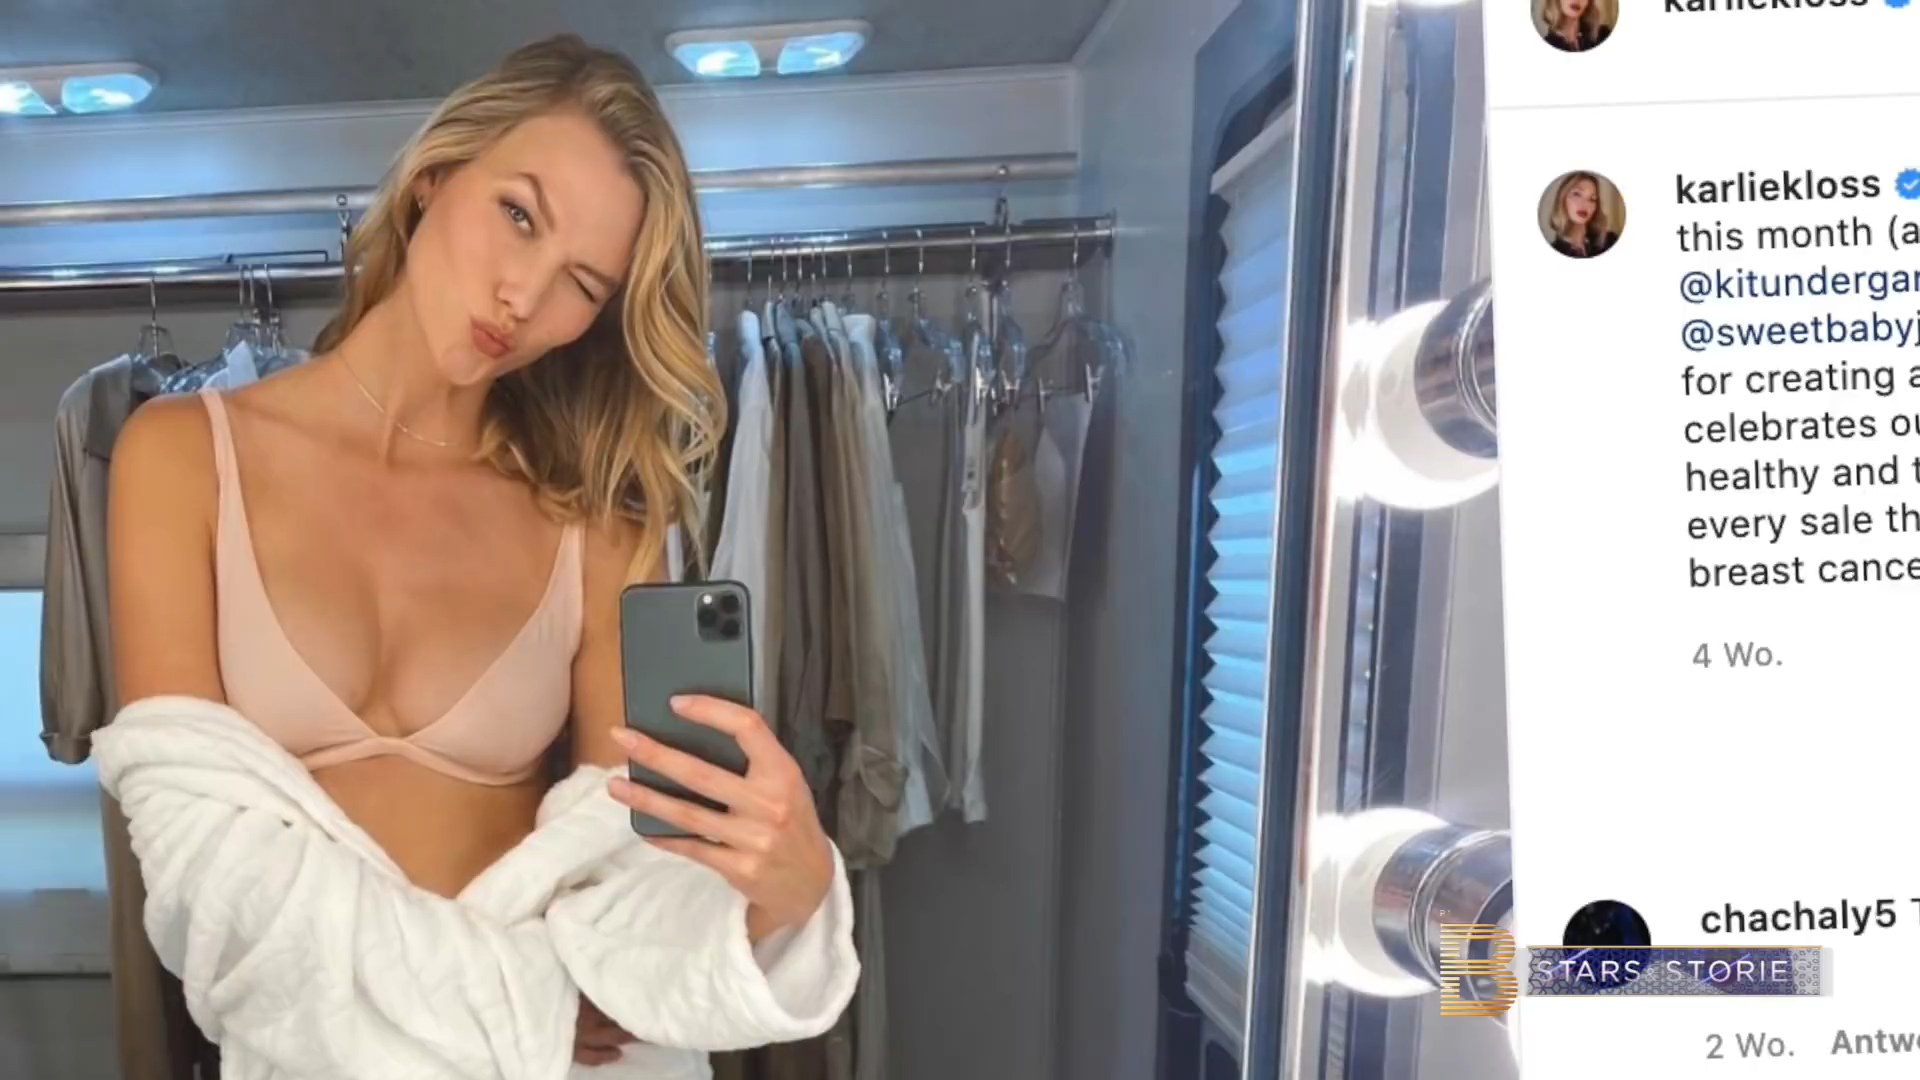 karliekloss
karliekloss
this month (a
@kitundergar
@sweetbabyj
for creating a
celebrates ou
healthy and t
every sale th
breast cance
4 Wo.
chachaly5 T
B
STARS & STORIE
2 Wo. Antwo